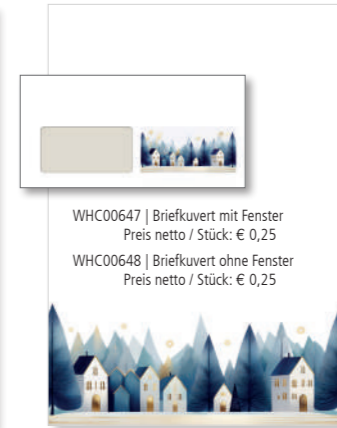 WHC00647 | Briefkuvert mit Fenster
Preis netto / Stück: € 0,25
WHC00648 | Briefkuvert ohne Fenster
Preis netto / Stück: € 0,25